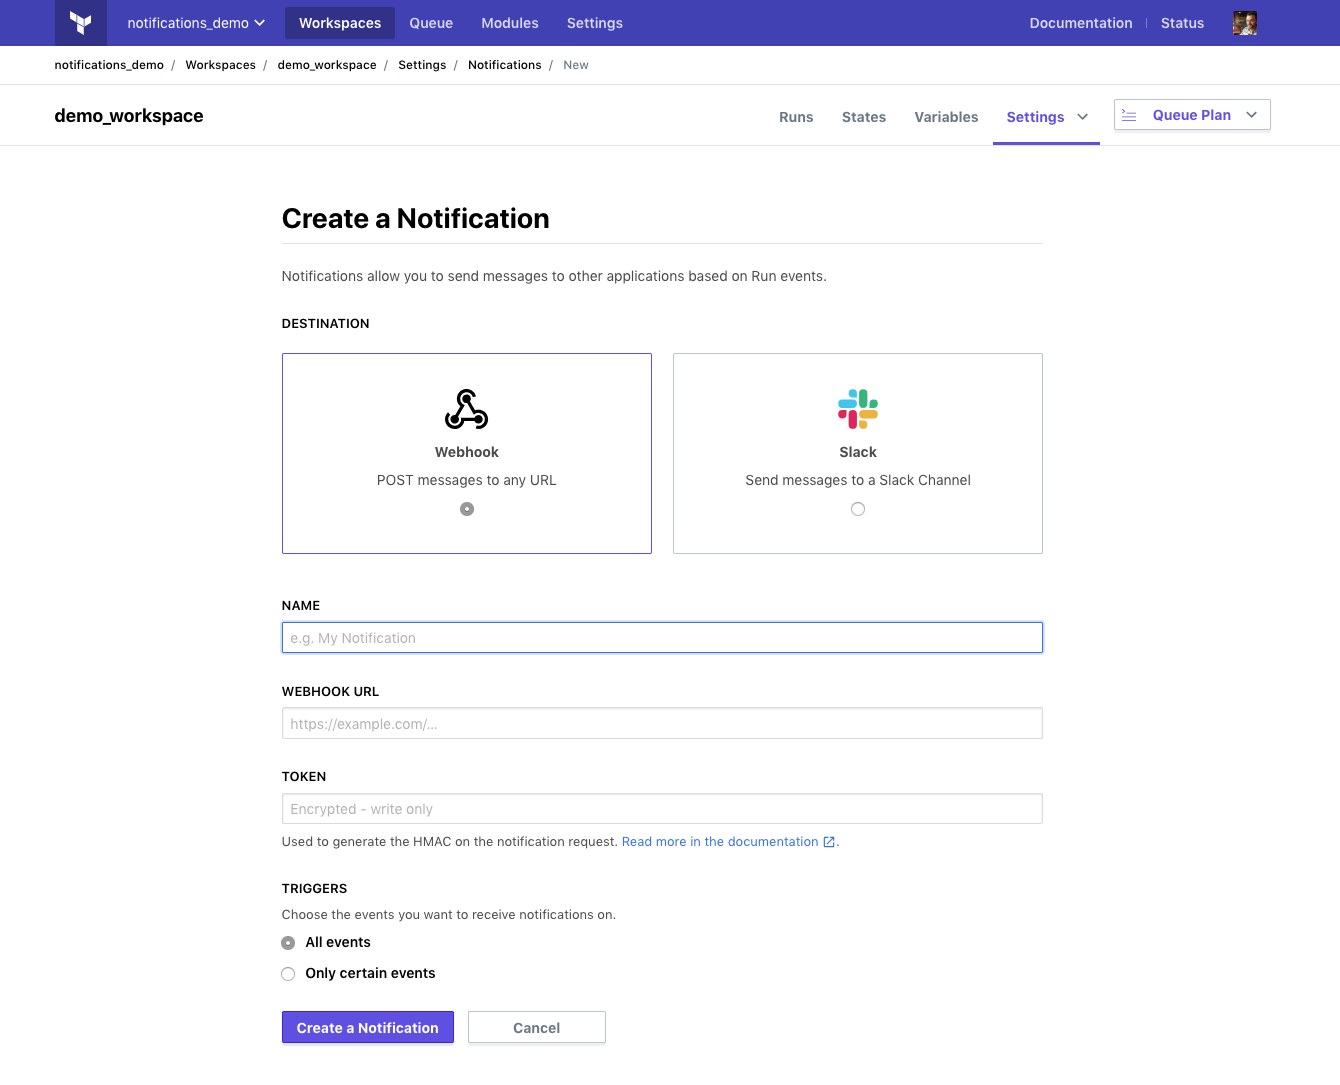 notifications_demo Workspaces Queue Modules Settings Documentation Status
notifications_demo / Workspaces / demo_workspace / Settings / Notifications / New
demo_workspace Runs States Variables Settings Queue Plan
Create a Notification
Notifications allow you to send messages to other applications based on Run events.
DESTINATION
Webhook
POST messages to any URL
Slack
Send messages to a Slack Channel
NAME
e.g. My Notification
WEBHOOK URL
https://example.com/...
TOKEN
Encrypted - write only
Used to generate the HMAC on the notification request. Read more in the documentation.
TRIGGERS
Choose the events you want to receive notifications on.
All events
Only certain events
Create a Notification Cancel